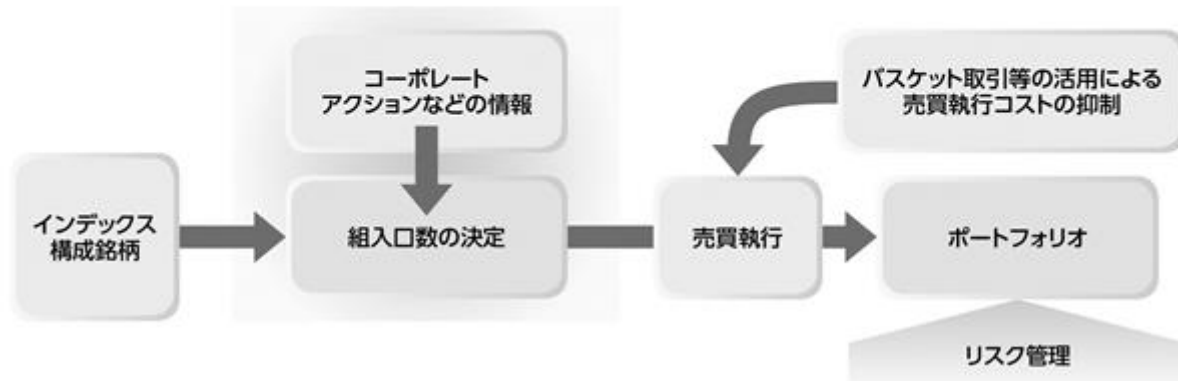 コーポレート
アクションなどの情報
バスケット取引等の活用による
売買執行コストの抑制
インデックス
構成銘柄
組入口数の決定
売買執行
ポートフォリオ
リスク管理